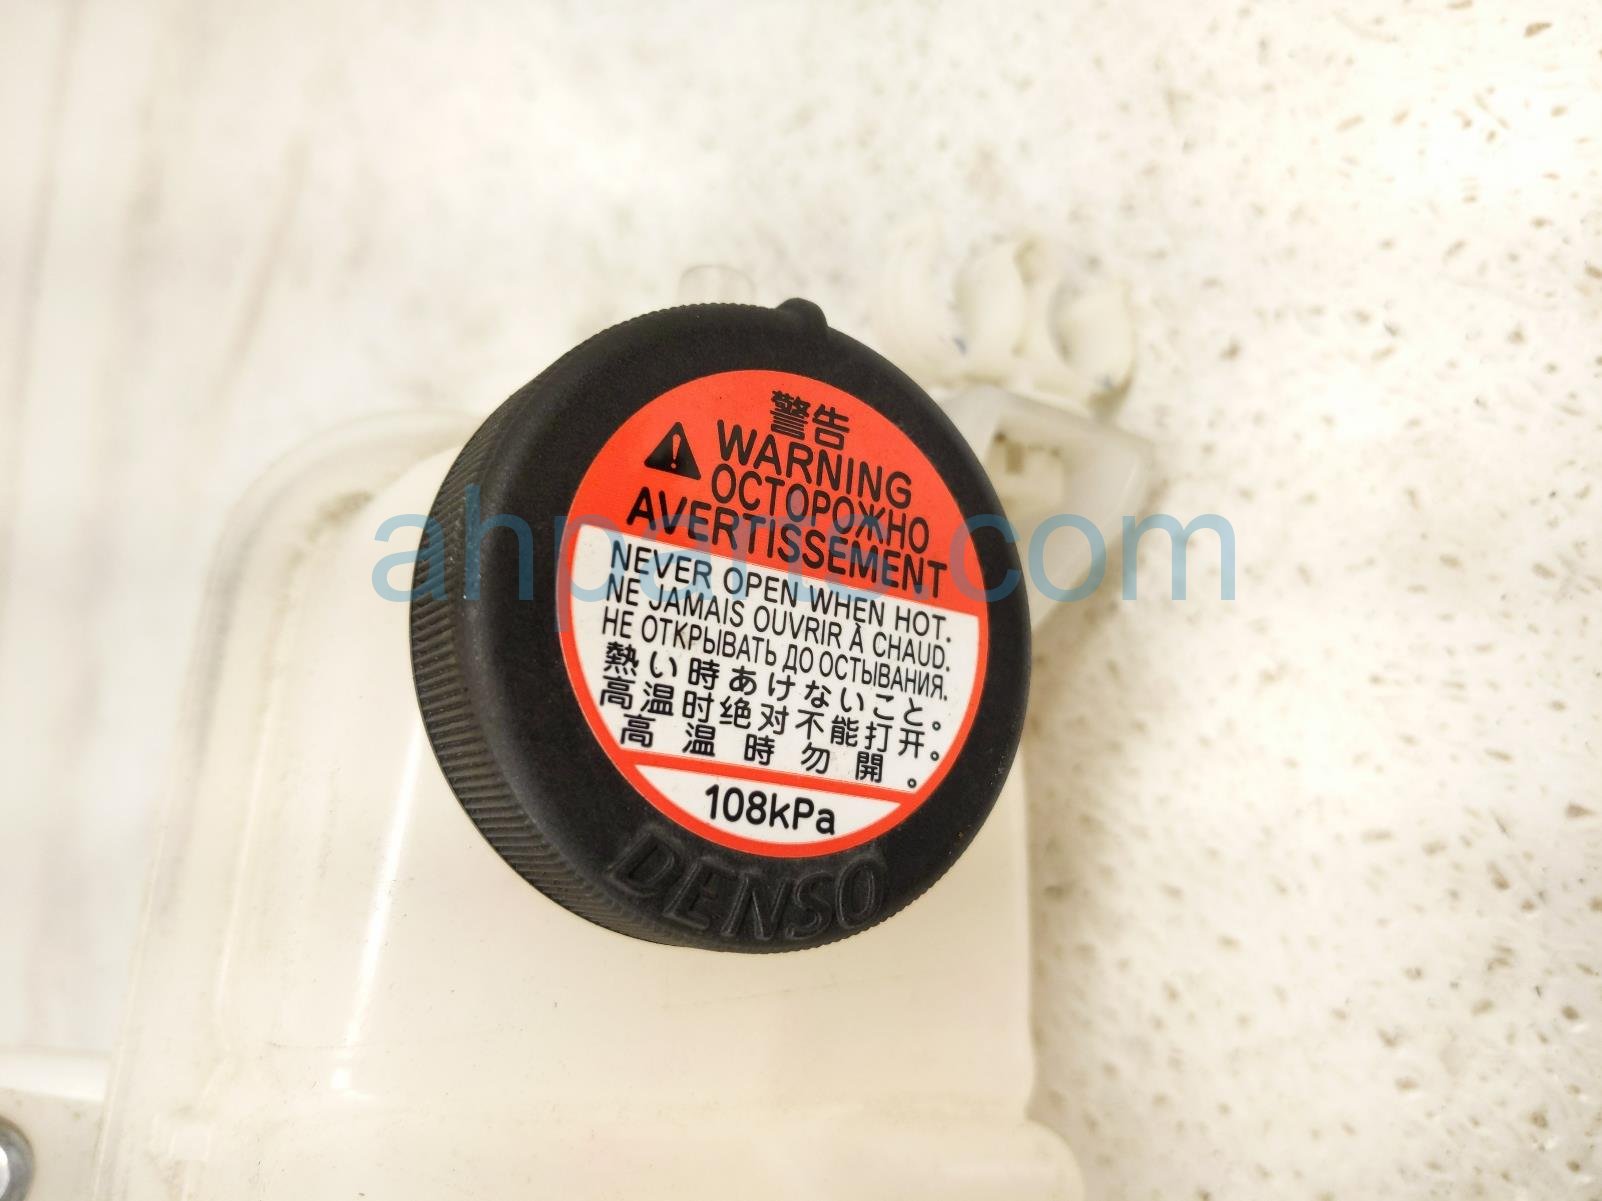 警告
WARNING
ОСТОРОЖНО
AVERTISSEMENT
NEVER OPEN WHEN HOT.
NE JAMAIS OUVRIR À CHAUD.
НЕ ОТКРЫВАТЬ ДО ОСТЫВАНИЯ.
熱い時あけないこと。
高温时绝对不能打开。
高温時勿開。
108kPa
DENSO
ahparts.com